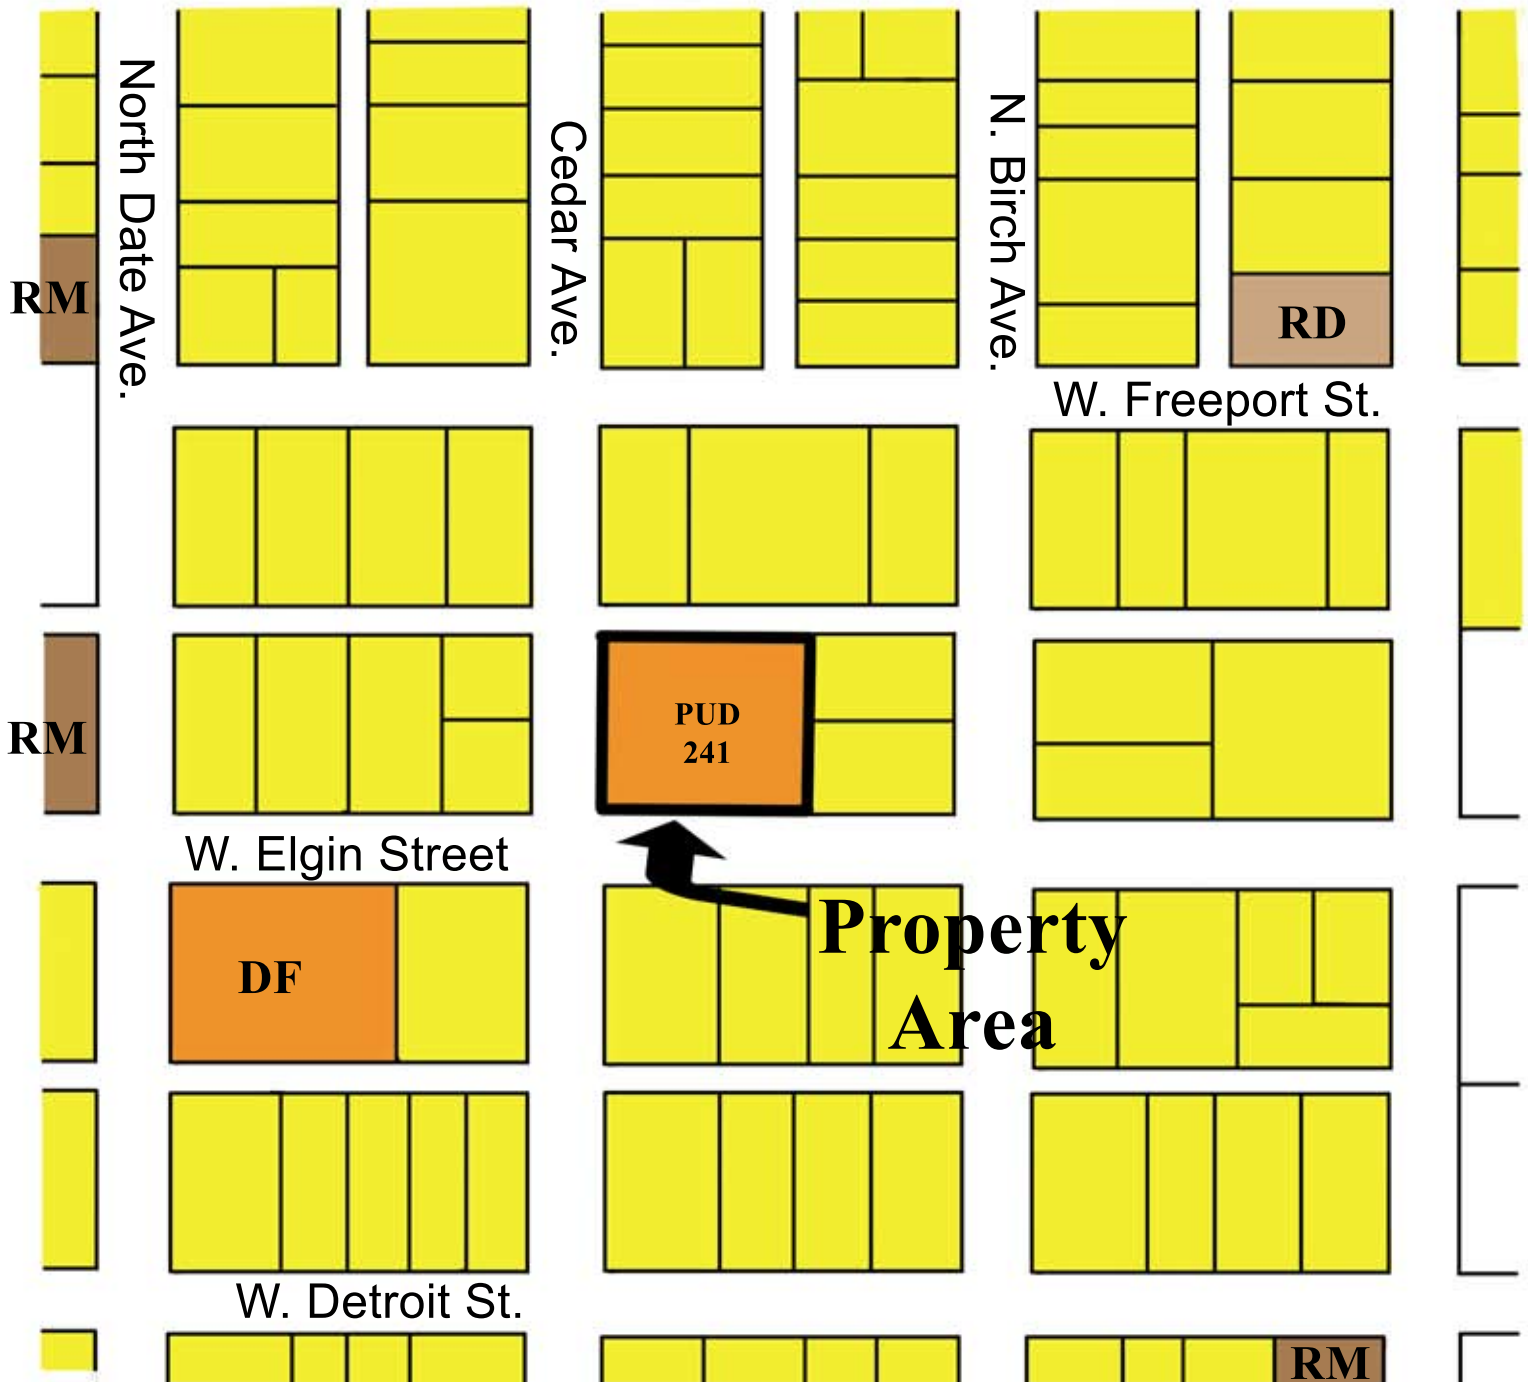 North Date Ave.
Cedar Ave.
N. Birch Ave.
RM
RD
W. Freeport St.
PUD
241
RM
W. Elgin Street
Property
Area
DF
W. Detroit St.
RM